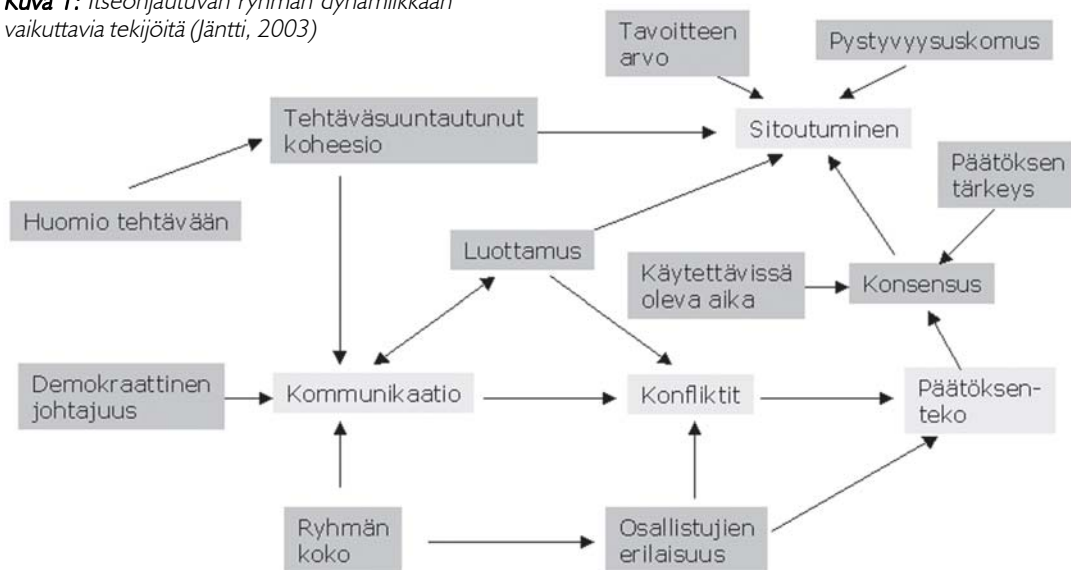 Kuva 1: Itseohjautuvan ryhmän dynamiikkaan
vaikuttavia tekijöitä (Jäntti, 2003)
Tavoitteen
arvo
Pystyvyysuskomus
Tehtäväsuuntautunut
koheesio
Sitoutuminen
Päätöksen
tärkeys
Huomio tehtävään
Luottamus
Käytettävissä
oleva aika
Konsensus
Demokraattinen
johtajuus
Kommunikaatio
Konfliktit
Päätöksen-
teko
Ryhmän
koko
Osallistujien
erilaisuus